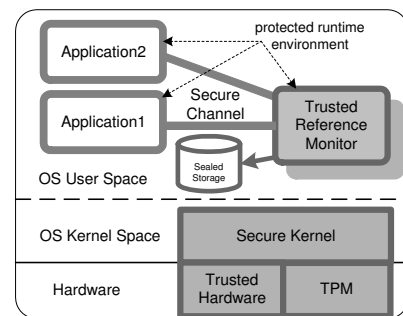 protected runtime
environment
Application2
Application1
Secure
Channel
Trusted
Reference
Monitor
Sealed
Storage
OS User Space
OS Kernel Space
Secure Kernel
Hardware
Trusted
Hardware
TPM